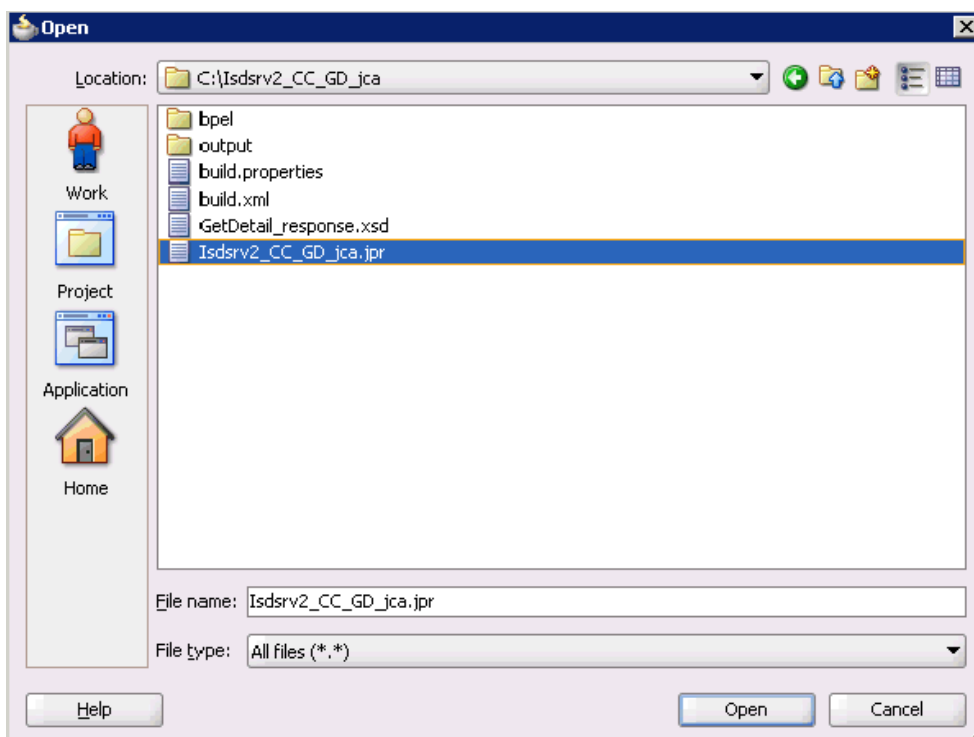 Open
Location: C:\Isdsrv2_CC_GD_jca
bpel
output
build.properties
build.xml
GetDetail_response.xsd
Isdsrv2_CC_GD_jca.jpr
Work
Project
Application
Home
File name: Isdsrv2_CC_GD_jca.jpr
File type: All files (*.*)
Help
Open
Cancel